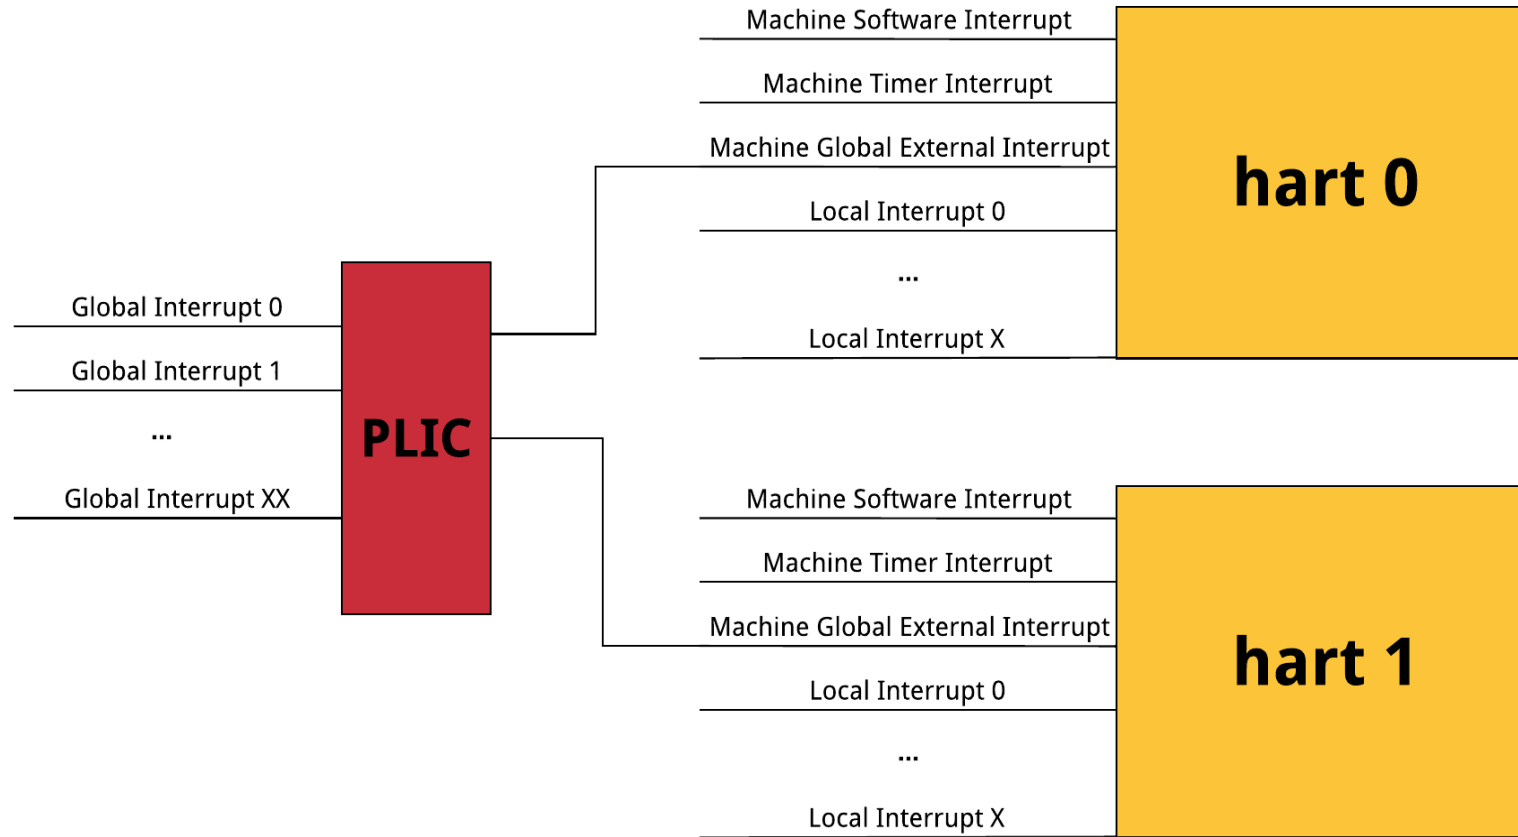 Machine Software Interrupt
Machine Timer Interrupt
Machine Global External Interrupt
Local Interrupt 0
...
Local Interrupt X
hart 0
Global Interrupt 0
Global Interrupt 1
...
Global Interrupt XX
PLIC
Machine Software Interrupt
Machine Timer Interrupt
Machine Global External Interrupt
Local Interrupt 0
...
Local Interrupt X
hart 1